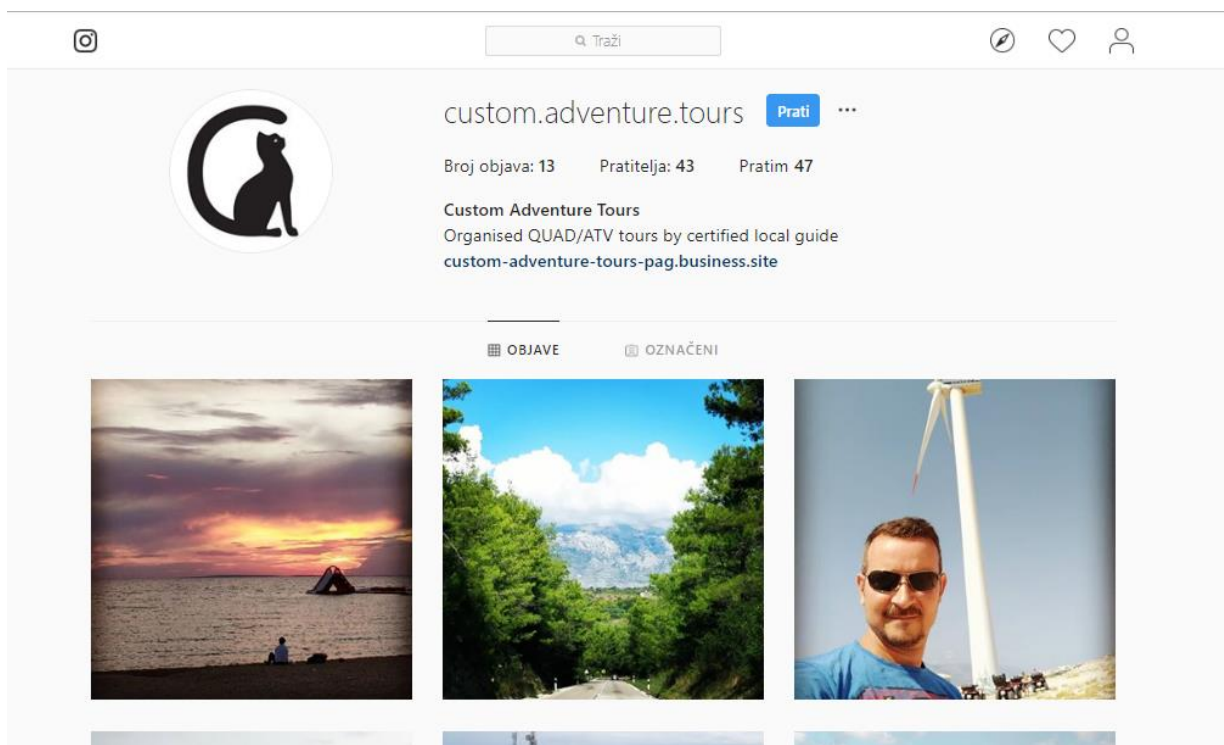 Traži
custom.adventure.tours Prati
Broj objava: 13 Pratitelja: 43 Pratim 47
Custom Adventure Tours
Organised QUAD/ATV tours by certified local guide
custom-adventure-tours-pag.business.site
OBJAVE OZNAČENI